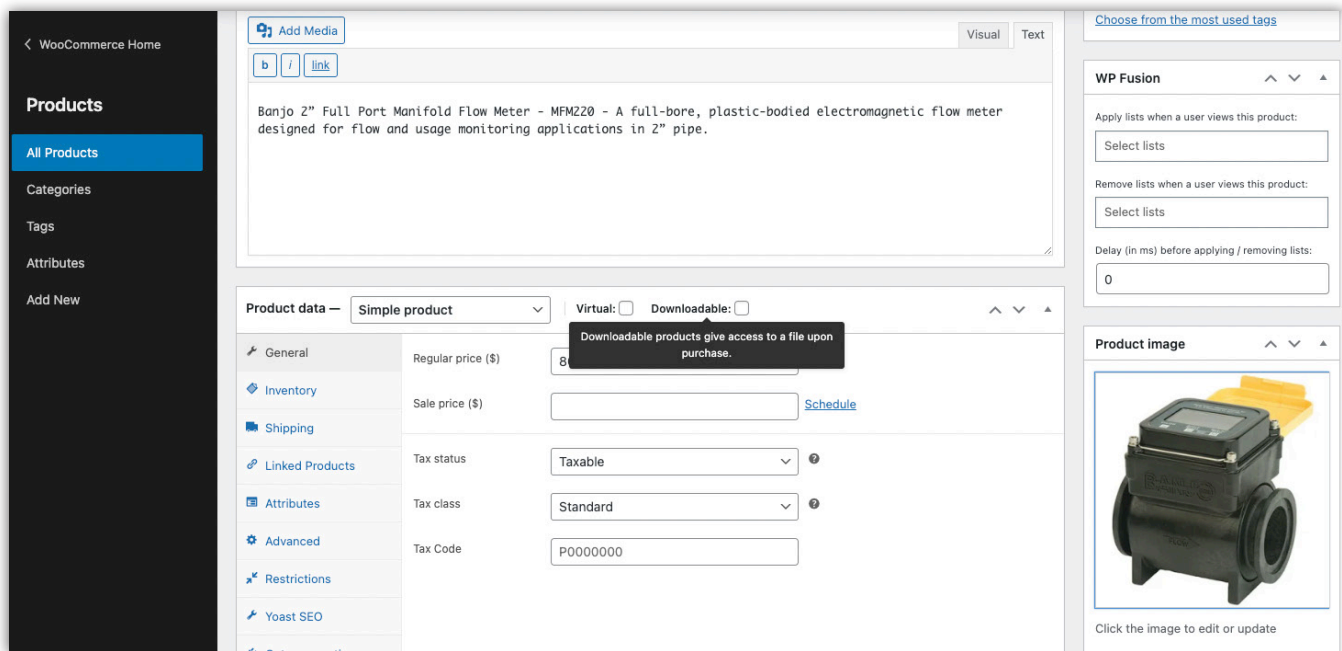 WooCommerce Home
Products
All Products
Categories
Tags
Attributes
Add New
Add Media
Visual
Text
b
i
link
Banjo 2” Full Port Manifold Flow Meter - MFM220 - A full-bore, plastic-bodied electromagnetic flow meter
designed for flow and usage monitoring applications in 2” pipe.
Product data —
Simple product
Virtual:
Downloadable:
Downloadable products give access to a file upon
purchase.
General
Inventory
Shipping
Linked Products
Attributes
Advanced
Restrictions
Yoast SEO
Regular price ($)
Sale price ($)
Schedule
Tax status
Taxable
Tax class
Standard
Tax Code
P0000000
Choose from the most used tags
WP Fusion
Apply lists when a user views this product:
Select lists
Remove lists when a user views this product:
Select lists
Delay (in ms) before applying / removing lists:
0
Product image
Click the image to edit or update